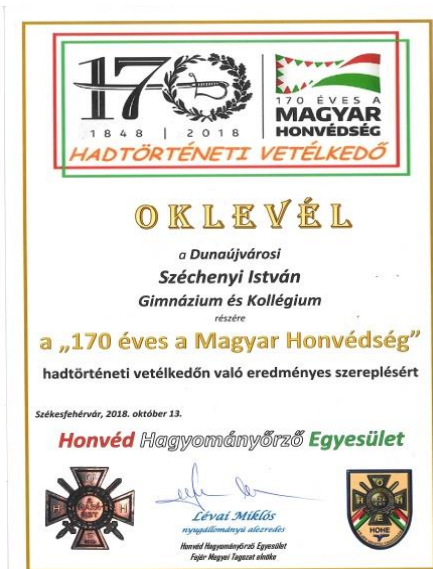 170
1848 | 2018
170 ÉVES A
MAGYAR
HONVÉDSÉG
HADTÖRTÉNETI VETÉLKEDŐ
OKLEVÉL
a Dunaújvárosi
Széchenyi István
Gimnázium és Kollégium
részére
a „170 éves a Magyar Honvédség”
hadtörténeti vetélkedőn való eredményes szereplésért
Székesfehérvár, 2018. október 13.
Honvéd Hagyományőrző Egyesület
Lévai Miklós
nyugállományú alezredes
Honvéd Hagyományőrző Egyesület
Fejér Megyei Tagozat elnöke
HOHE